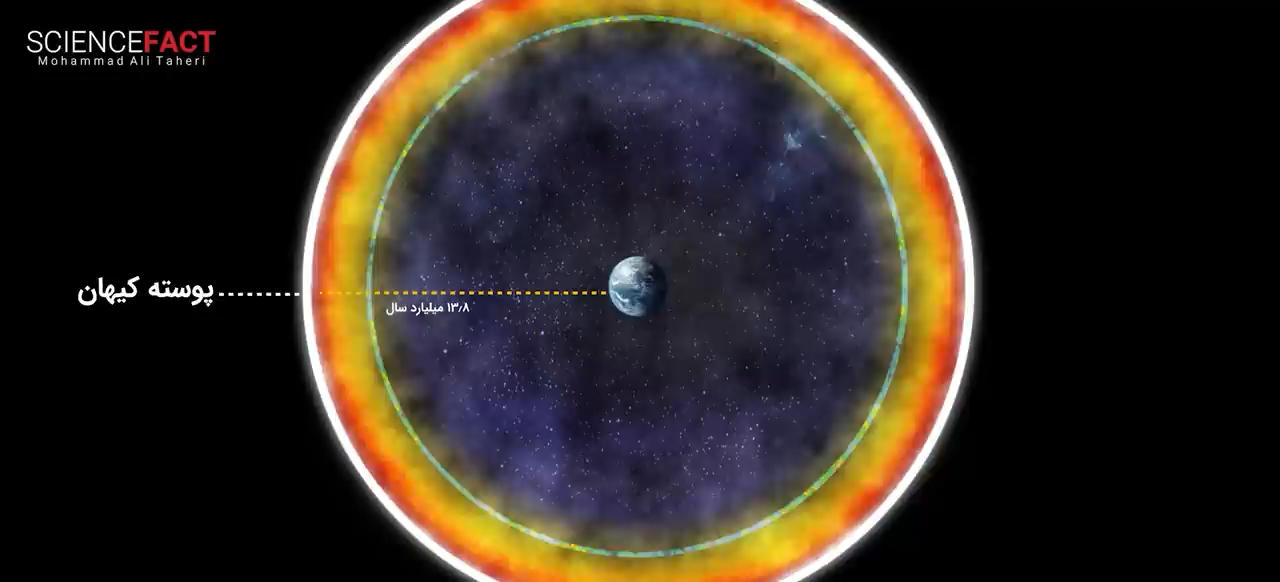 SCIENCEFACT
Mohammad Ali Taheri
پوسته کیهان
۱۳٫۸ میلیارد سال